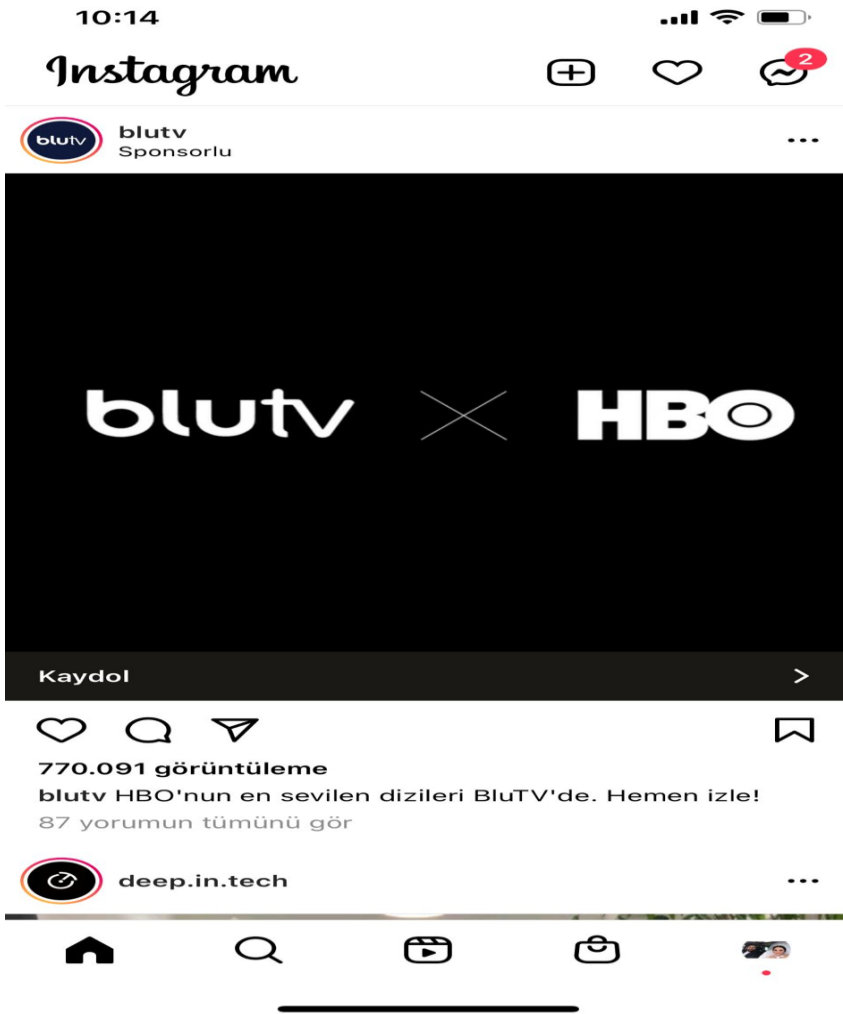 10:14
Instagram
2
blutv
blutv
Sponsorlu
blutv HBO
Kaydol
770.091 görüntüleme
blutv HBO'nun en sevilen dizileri BluTV'de. Hemen izle!
87 yorumun tümünü gör
deep.in.tech